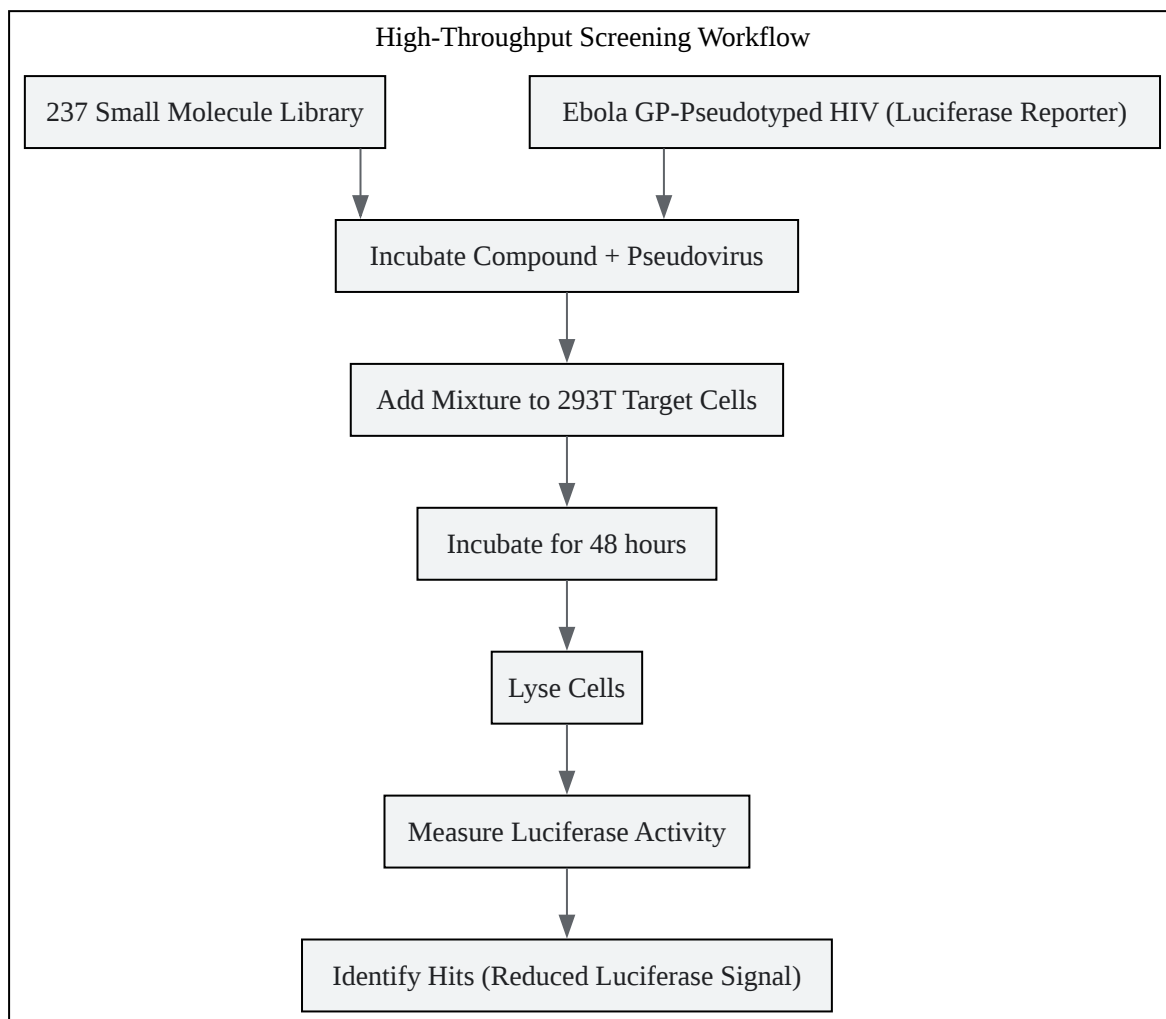 High-Throughput Screening Workflow
237 Small Molecule Library
Ebola GP-Pseudotyped HIV (Luciferase Reporter)
Incubate Compound + Pseudovirus
Add Mixture to 293T Target Cells
Incubate for 48 hours
Lyse Cells
Measure Luciferase Activity
Identify Hits (Reduced Luciferase Signal)